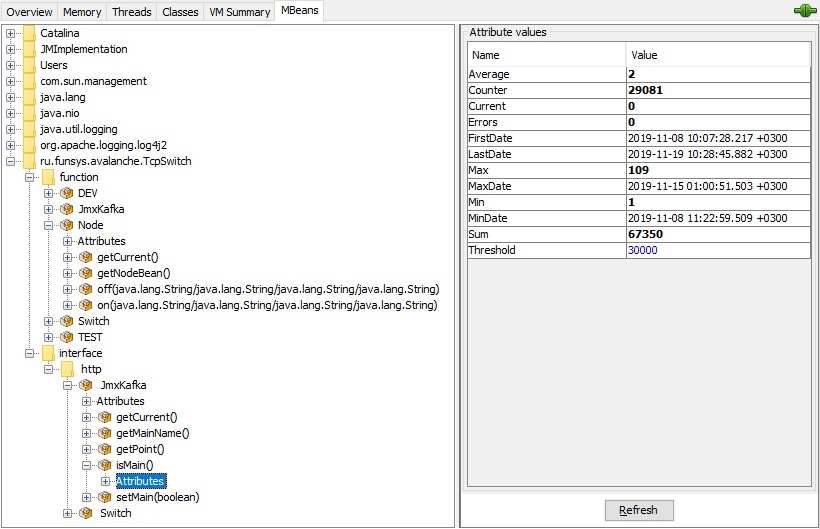 Overview Memory Threads Classes VM Summary MBeans
Catalina
JMImplementation
Users
com.sun.management
java.lang
java.nio
java.util.logging
org.apache.logging.log4j2
ru.funsys.avalanche.TcpSwitch
function
DEV
JmxKafka
Node
Attributes
getCurrent()
getNodeBean()
off(java.lang.String/java.lang.String/java.lang.String/java.lang.String)
on(java.lang.String/java.lang.String/java.lang.String/java.lang.String)
Switch
TEST
interface
http
JmxKafka
Attributes
getCurrent()
getMainName()
getPoint()
isMain()
Attributes
setMain(boolean)
Switch
Attribute values
Name Value
Average 2
Counter 29081
Current 0
Errors 0
FirstDate 2019-11-08 10:07:28.217 +0300
LastDate 2019-11-19 10:28:45.882 +0300
Max 109
MaxDate 2019-11-15 01:00:51.503 +0300
Min 1
MinDate 2019-11-08 11:22:59.509 +0300
Sum 67350
Threshold 30000
Refresh